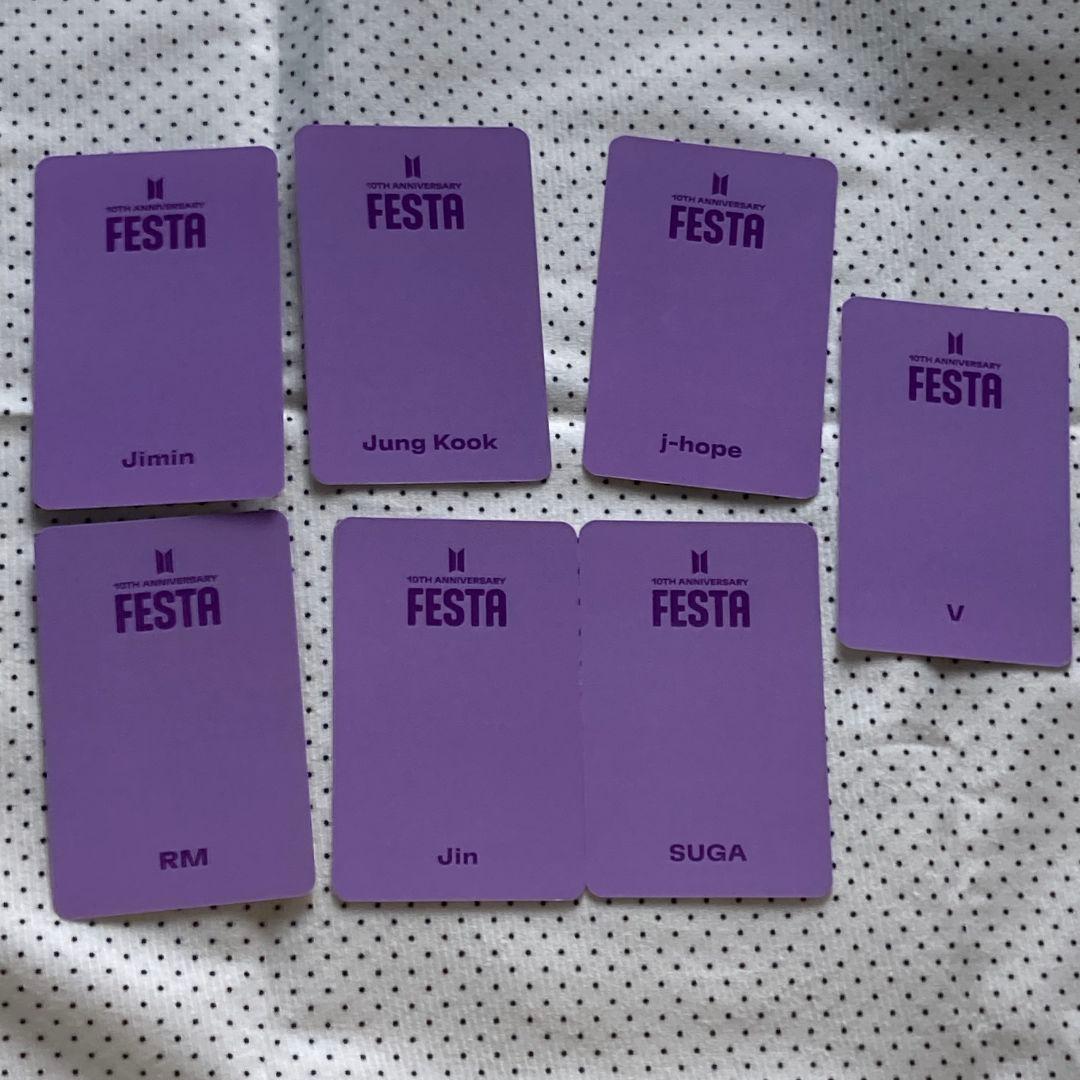 10TH ANNIVERSARY
FESTA
Jimin
10TH ANNIVERSARY
FESTA
Jung Kook
10TH ANNIVERSARY
FESTA
j-hope
10TH ANNIVERSARY
FESTA
V
10TH ANNIVERSARY
FESTA
RM
10TH ANNIVERSARY
FESTA
Jin
10TH ANNIVERSARY
FESTA
SUGA